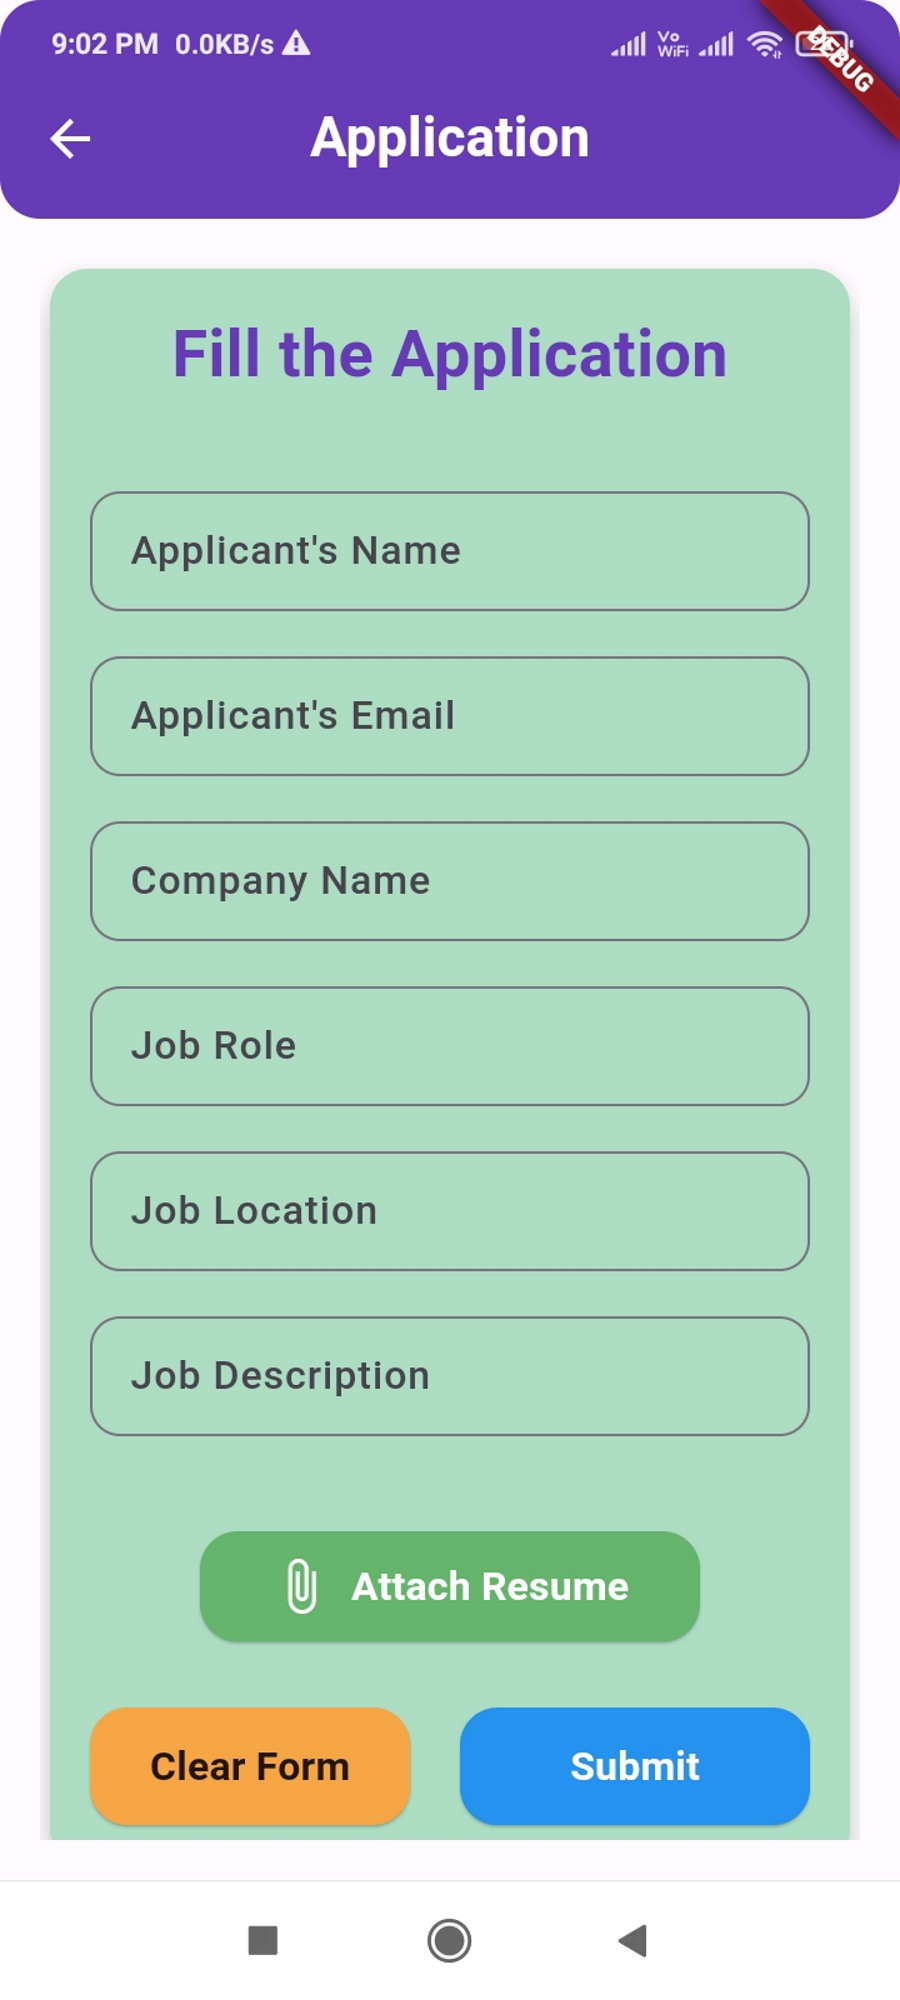 9:02 PM 0.0KB/s
Vo
WiFi
DEBUG
Application
Fill the Application
Applicant's Name
Applicant's Email
Company Name
Job Role
Job Location
Job Description
Attach Resume
Clear Form Submit